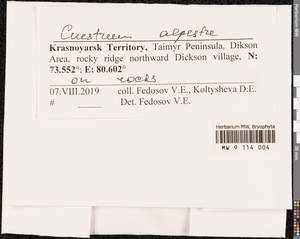 Cnestrum alpestre
Krasnoyarsk Territory, Taimyr Peninsula, Dikson
Area, rocky ridge northward Dickson village, N:
73.552°; E: 80.602°
on rocks
07.VIII.2019 coll. Fedosov V.E., Koltysheva D.E.
# Det. Fedosov V.E.
Herbarium MW, Bryophyta
MW 9 114 004